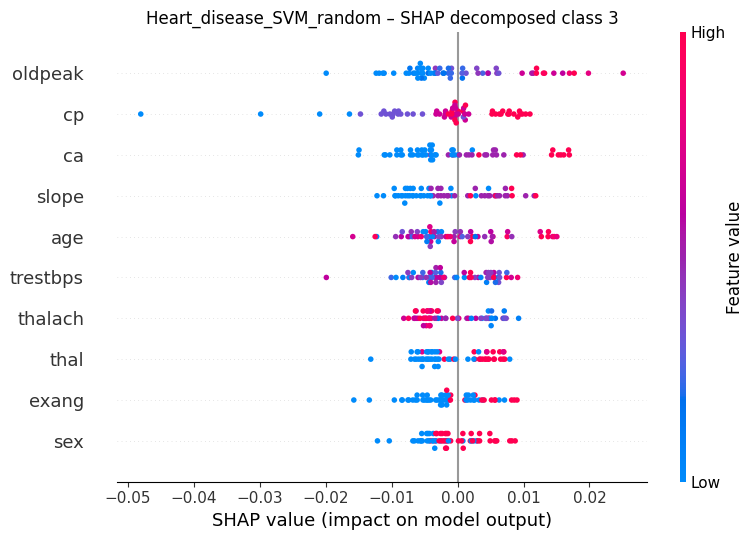 Heart_disease_SVM_random – SHAP decomposed class 3
High
oldpeak
cp
ca
slope
age
trestbps
thalach
thal
exang
sex
Feature value
Low
−0.05 −0.04 −0.03 −0.02 −0.01 0.00 0.01 0.02
SHAP value (impact on model output)